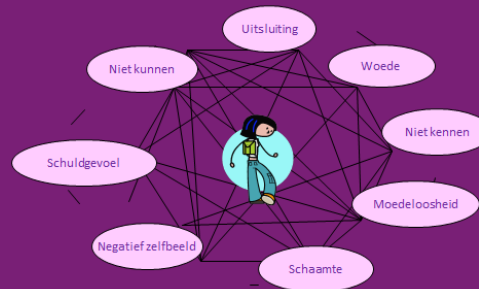 Uitsluiting
Niet kunnen
Woede
Niet kennen
Schuldgevoel
Moedeloosheid
Negatief zelfbeeld
Schaamte